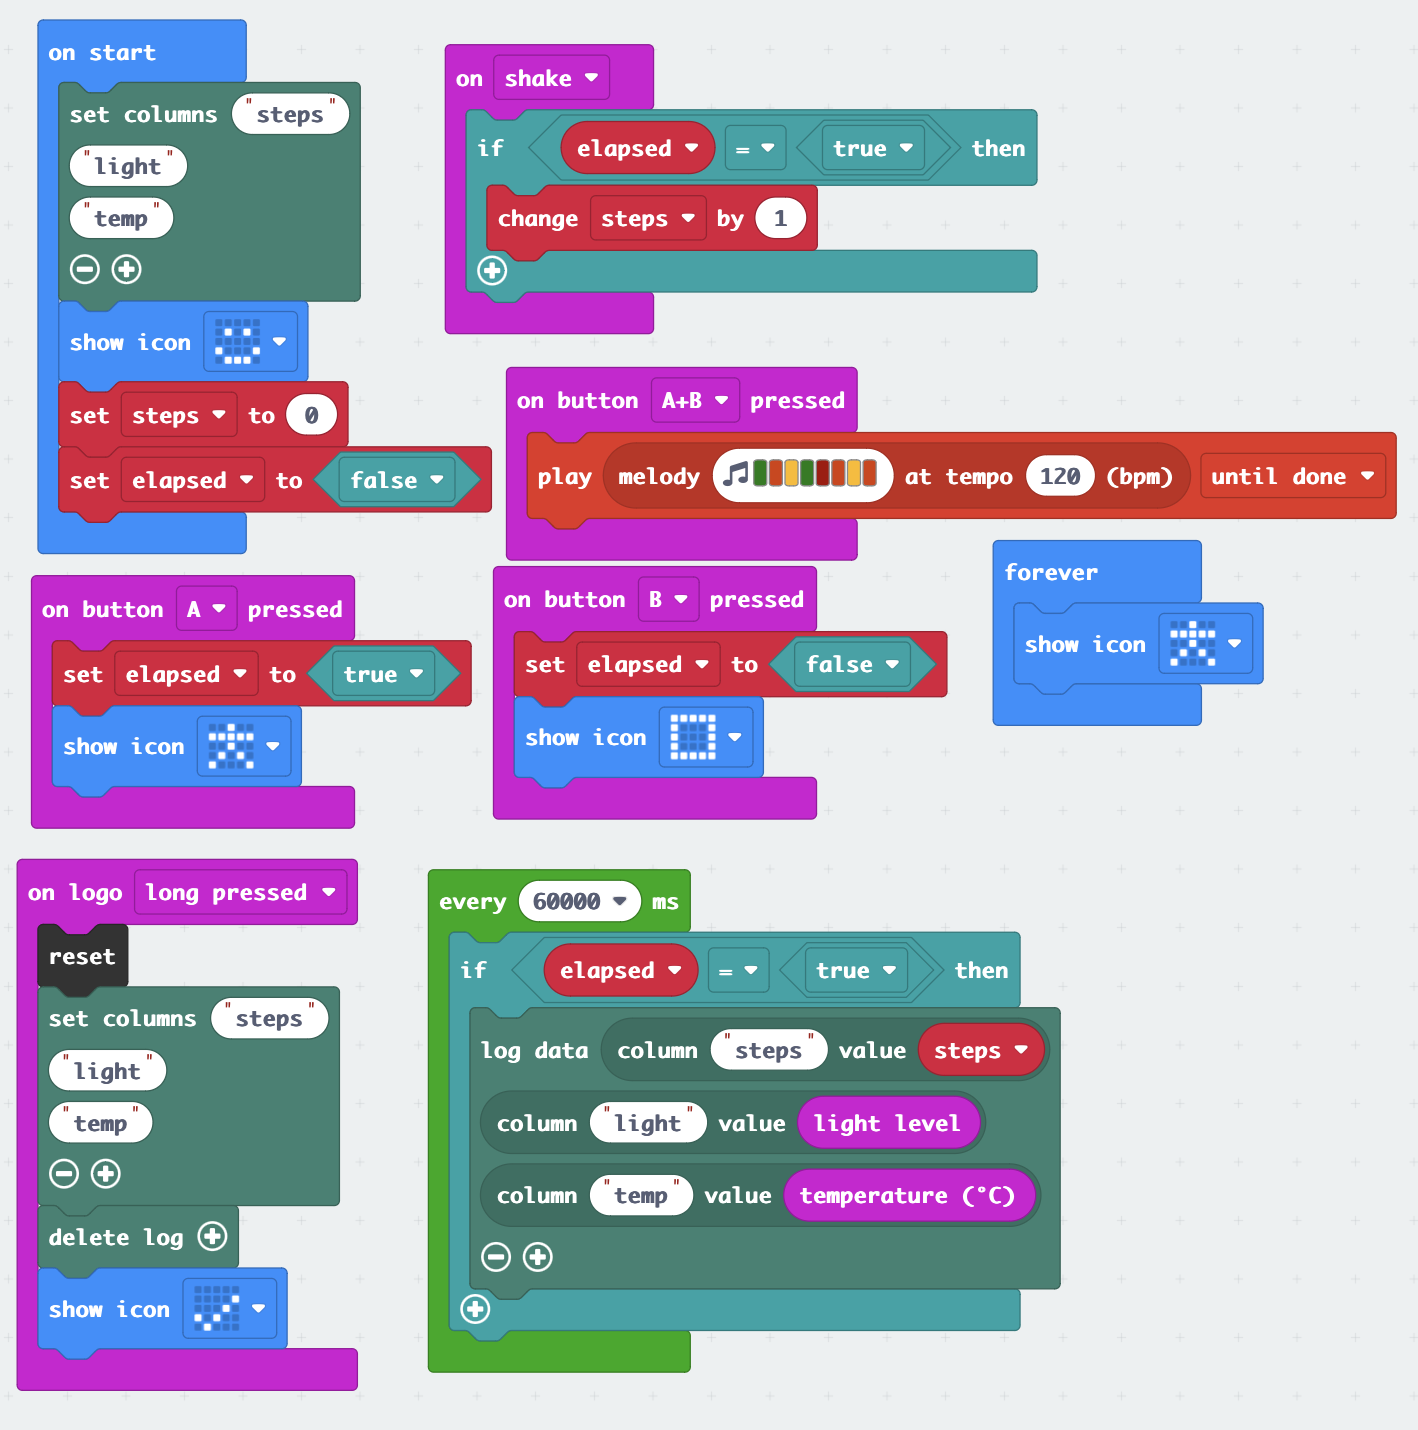 on start
set columns "steps"
"light"
"temp"
show icon
set steps to 0
set elapsed to false
on shake
if elapsed = true then
change steps by 1
on button A+B pressed
play melody at tempo 120 (bpm) until done
on button A pressed
set elapsed to true
show icon
on button B pressed
set elapsed to false
show icon
forever
show icon
on logo long pressed
reset
set columns "steps"
"light"
"temp"
delete log
show icon
every 60000 ms
if elapsed = true then
log data column "steps" value steps
column "light" value light level
column "temp" value temperature (°C)